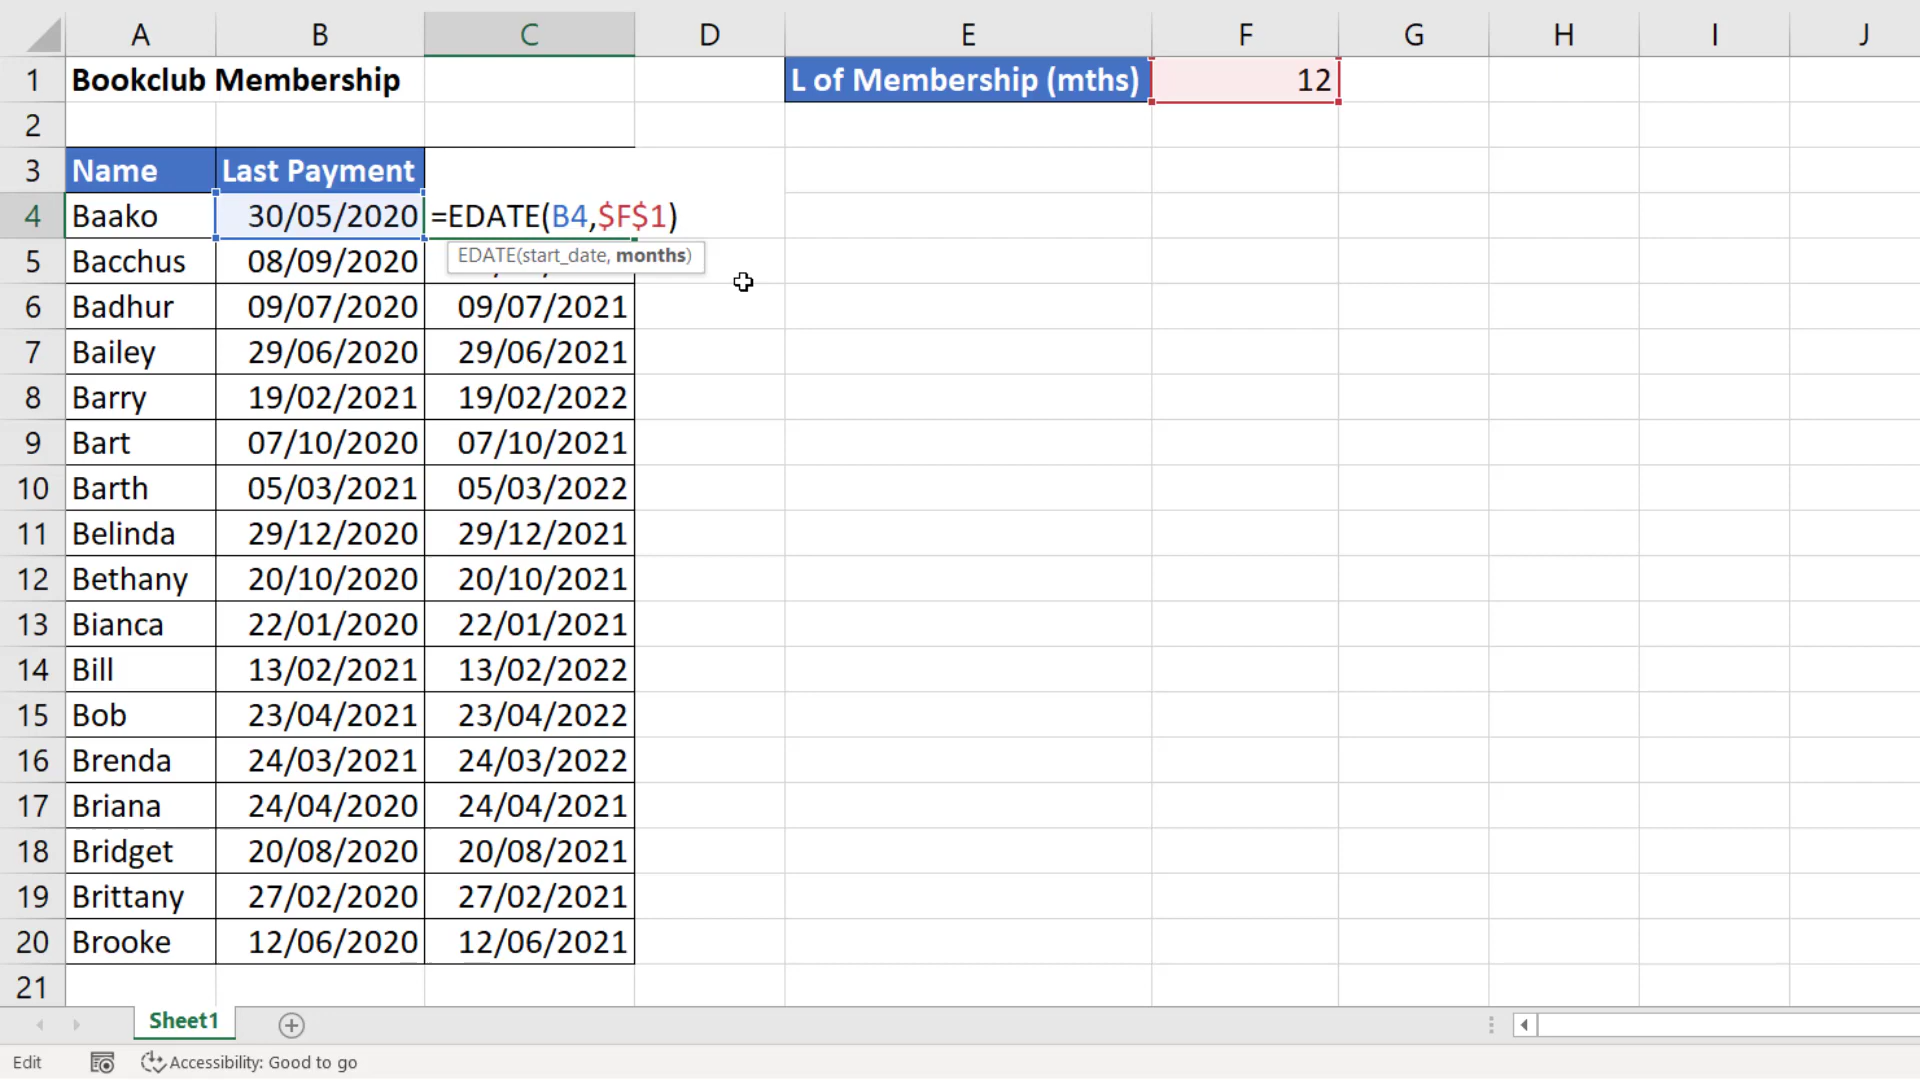 A B C D E F G H I J
1 Bookclub Membership L of Membership (mths) 12
2
3 Name Last Payment
4 Baako 30/05/2020 =EDATE(B4,$F$1)
EDATE(start_date, months)
5 Bacchus 08/09/2020
6 Badhur 09/07/2020 09/07/2021
7 Bailey 29/06/2020 29/06/2021
8 Barry 19/02/2021 19/02/2022
9 Bart 07/10/2020 07/10/2021
10 Barth 05/03/2021 05/03/2022
11 Belinda 29/12/2020 29/12/2021
12 Bethany 20/10/2020 20/10/2021
13 Bianca 22/01/2020 22/01/2021
14 Bill 13/02/2021 13/02/2022
15 Bob 23/04/2021 23/04/2022
16 Brenda 24/03/2021 24/03/2022
17 Briana 24/04/2020 24/04/2021
18 Bridget 20/08/2020 20/08/2021
19 Brittany 27/02/2020 27/02/2021
20 Brooke 12/06/2020 12/06/2021
21
Sheet1
Edit Accessibility: Good to go